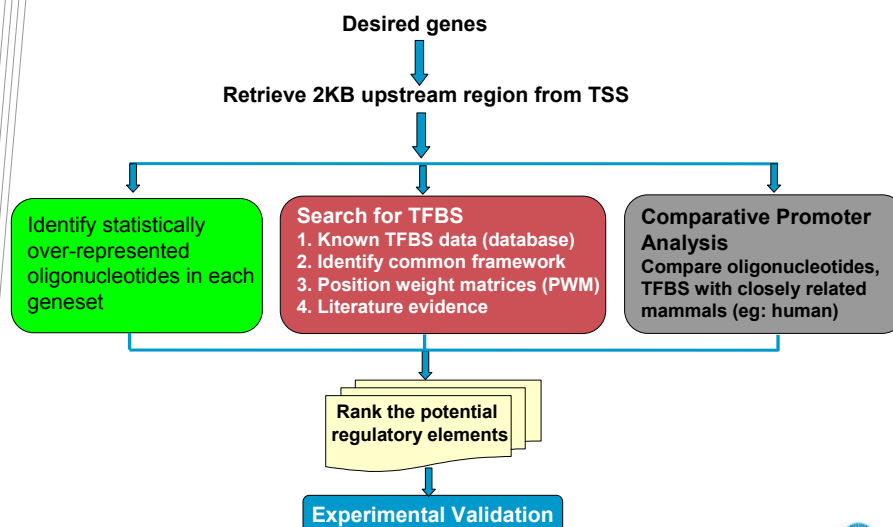 Desired genes
Retrieve 2KB upstream region from TSS
Identify statistically
over-represented
oligonucleotides in each
geneset
Search for TFBS
1. Known TFBS data (database)
2. Identify common framework
3. Position weight matrices (PWM)
4. Literature evidence
Comparative Promoter
Analysis
Compare oligonucleotides,
TFBS with closely related
mammals (eg: human)
Rank the potential
regulatory elements
Experimental Validation